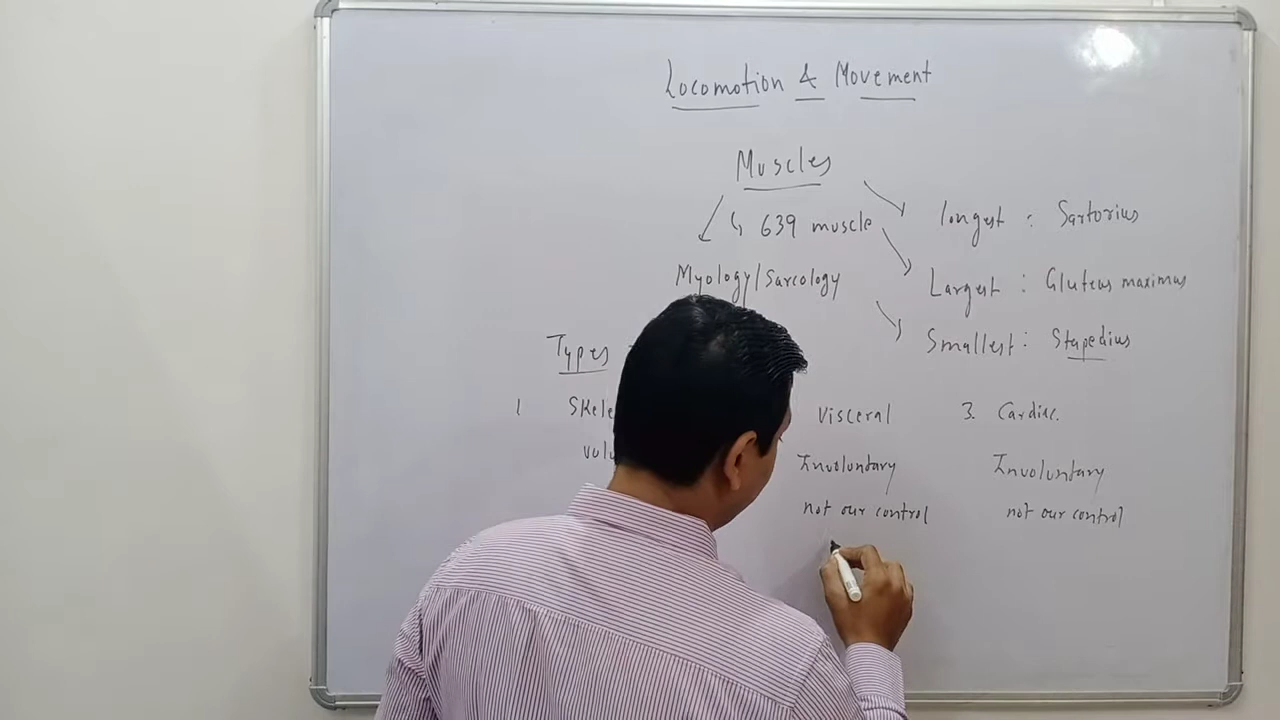 Locomotion & Movement
Muscles
↳ 639 muscle
longest : Sartorius
Myology/Sarcology
Largest : Gluteus maximus
Smallest : Stapedius
Types
1 Skele
Visceral
3. Cardiac.
volu
Involuntary
Involuntary
not our control
not our control